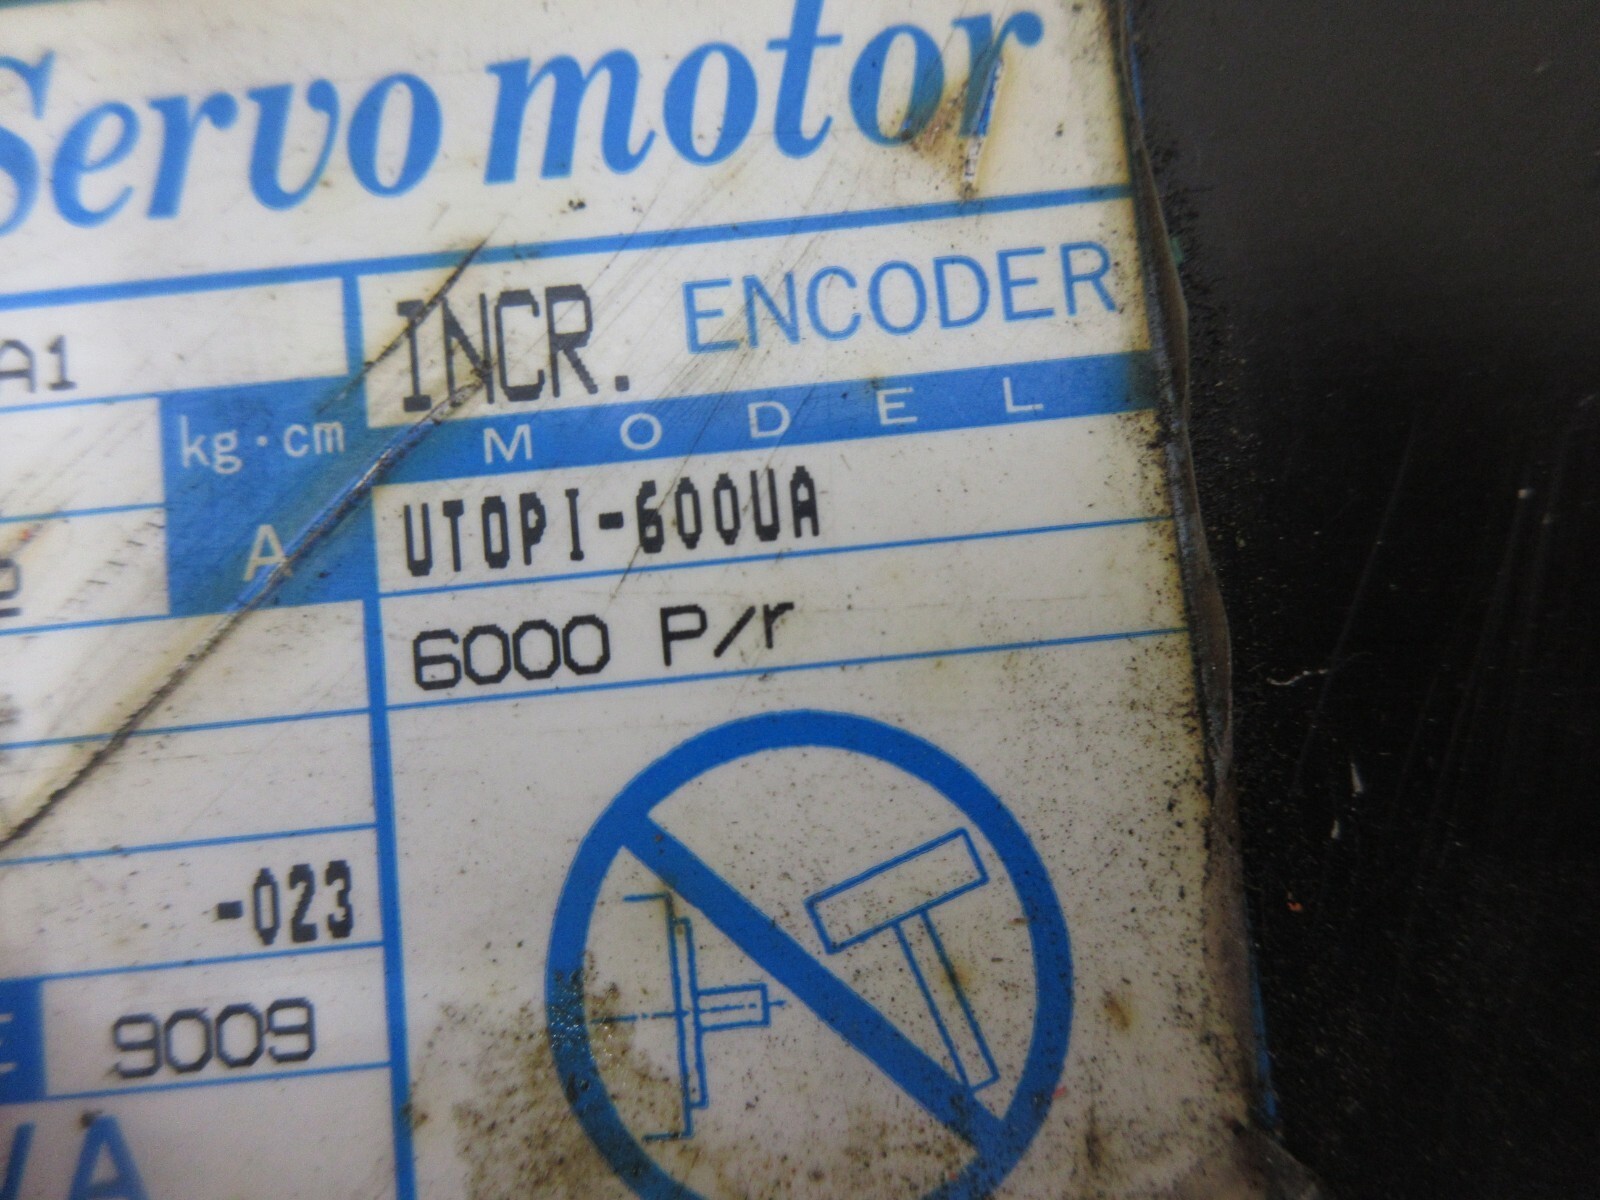 Servo motor
A1
INCR. ENCODER
kg·cm
MODEL
A
UTOPI-600UA
6000 P/r
-023
9009